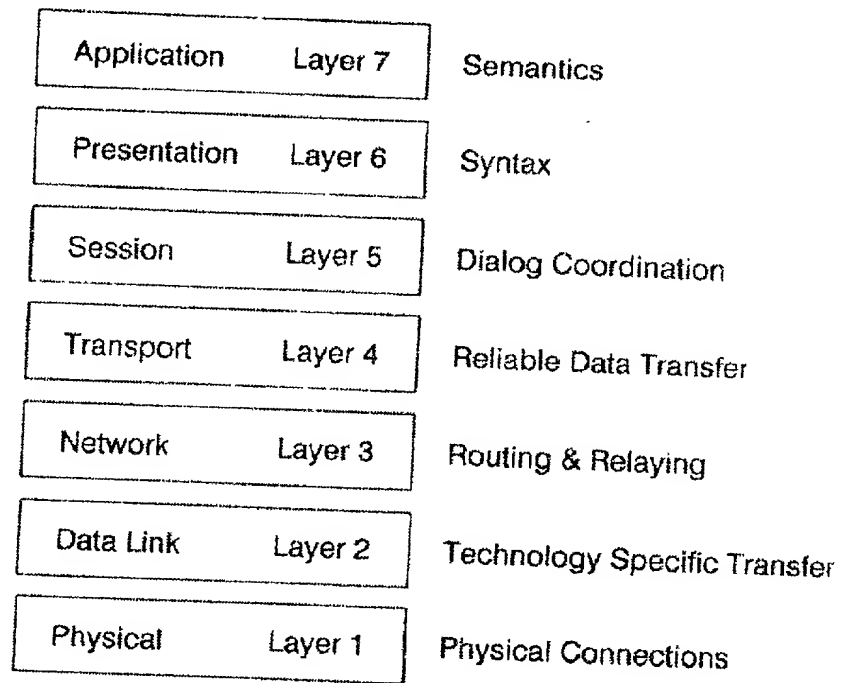 Application Layer 7 Semantics
Presentation Layer 6 Syntax
Session Layer 5 Dialog Coordination
Transport Layer 4 Reliable Data Transfer
Network Layer 3 Routing & Relaying
Data Link Layer 2 Technology Specific Transfer
Physical Layer 1 Physical Connections